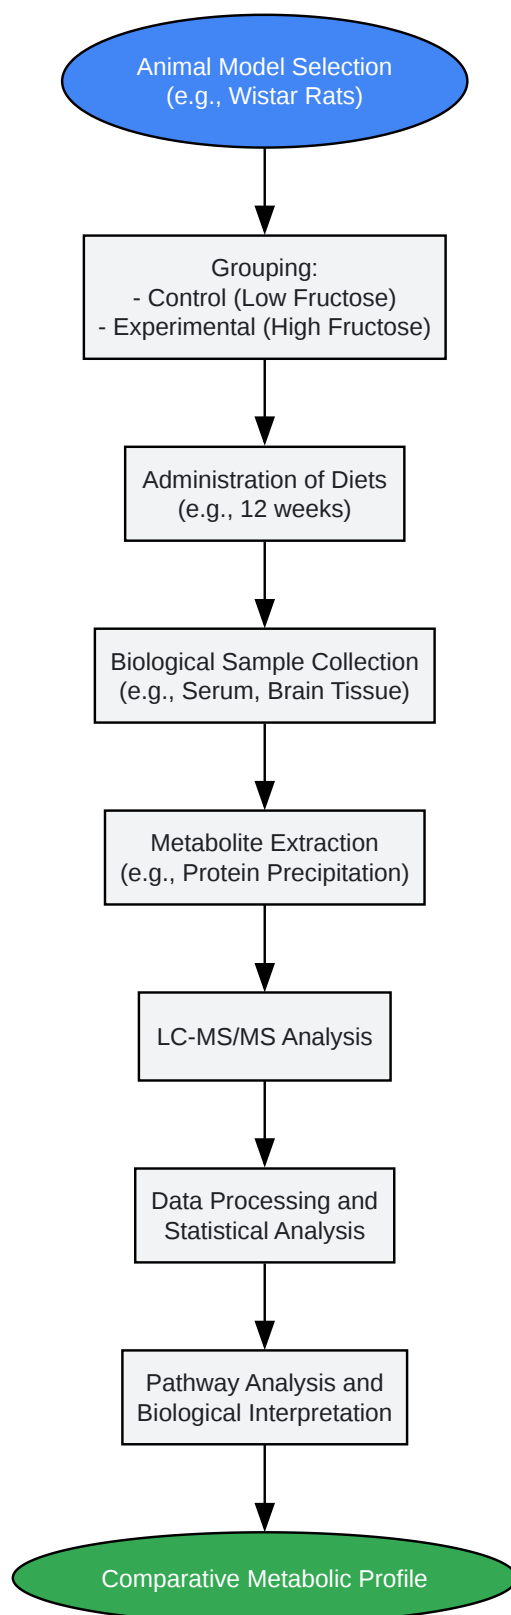 Animal Model Selection
(e.g., Wistar Rats)
Grouping:
- Control (Low Fructose)
- Experimental (High Fructose)
Administration of Diets
(e.g., 12 weeks)
Biological Sample Collection
(e.g., Serum, Brain Tissue)
Metabolite Extraction
(e.g., Protein Precipitation)
LC-MS/MS Analysis
Data Processing and
Statistical Analysis
Pathway Analysis and
Biological Interpretation
Comparative Metabolic Profile